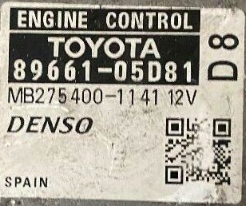 ENGINE CONTROL
TOYOTA
89661-05D81
D8
MB275400-1141 12V
DENSO
SPAIN